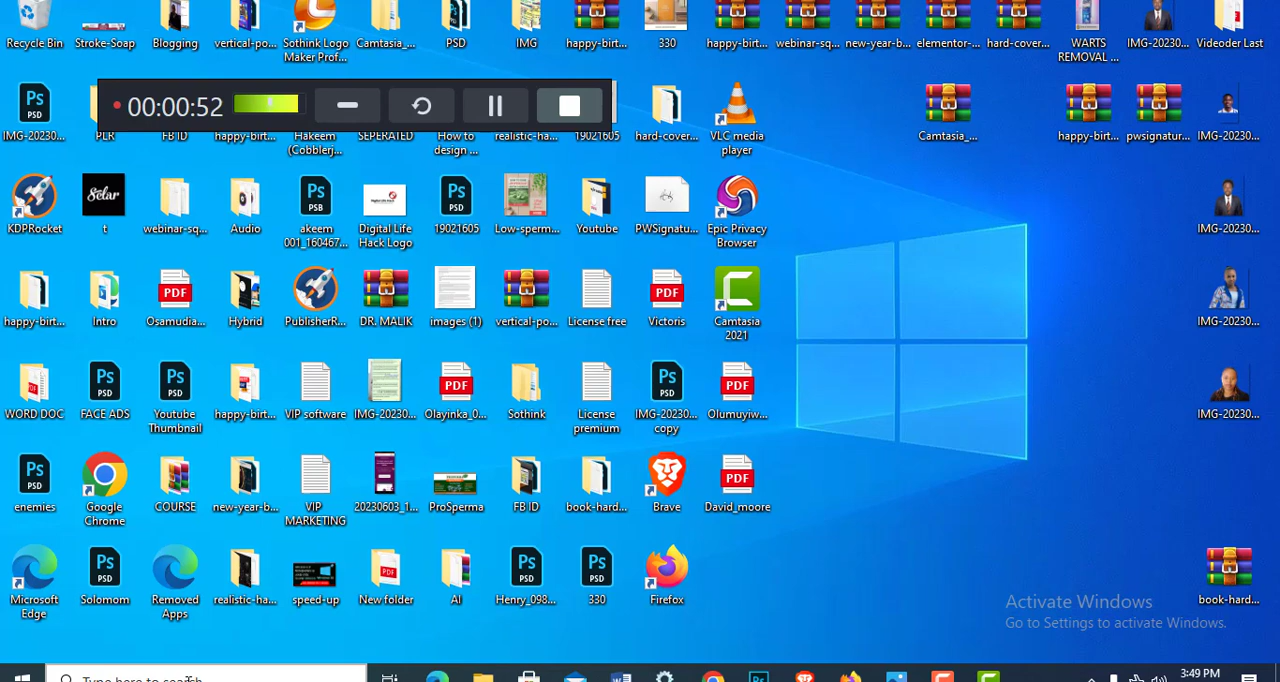 Recycle Bin Stroke-Soap Blogging vertical-po... Sothink Logo Maker Prof... Camtasia_... PSD IMG happy-birt... 330 happy-birt... webinar-sq... new-year-b... elementor-... hard-cover... WARTS REMOVAL ... IMG-20230... Videoder Last
00:00:52
IMG-20230... PLR FB ID happy-birt... Hakeem (Cobblerj... SEPERATED How to design ... realistic-ha... 19021605 hard-cover... VLC media player Camtasia_... happy-birt... pwsignatur... IMG-20230...
KDPRocket t webinar-sq... Audio akeem 001_160467... Digital Life Hack Logo 19021605 Low-sperm... Youtube PWSignatu... Epic Privacy Browser IMG-20230...
happy-birt... Intro Osamudia... Hybrid PublisherR... DR. MALIK images (1) vertical-po... License free Victoris Camtasia 2021 IMG-20230...
WORD DOC FACE ADS Youtube Thumbnail happy-birt... VIP software IMG-20230... Olayinka_0... Sothink License premium IMG-20230... copy Olumuyiw... IMG-20230...
enemies Google Chrome COURSE new-year-b... VIP MARKETING 20230603_1... ProSperma FB ID book-hard... Brave David_moore
Microsoft Edge Solomom Removed Apps realistic-ha... speed-up New folder AI Henry_098... 330 Firefox book-hard...
Activate Windows
Go to Settings to activate Windows.
Type here to search
3:49 PM